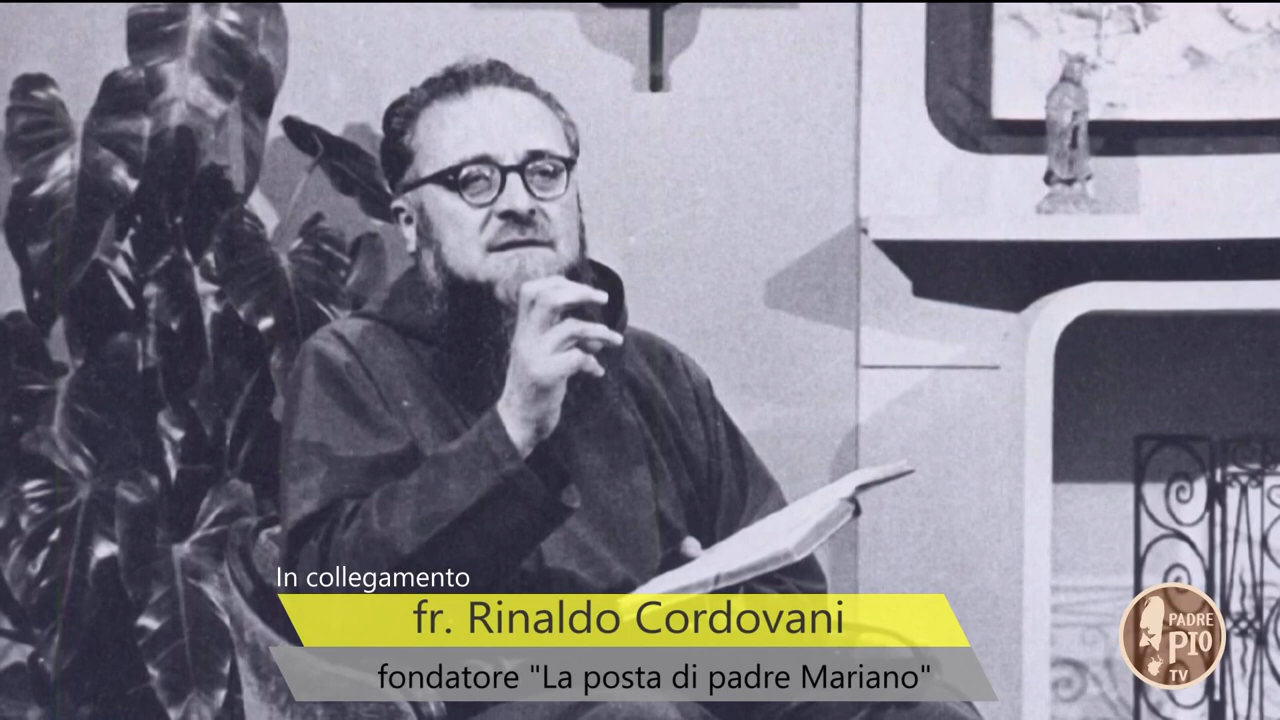 In collegamento
fr. Rinaldo Cordovani
fondatore "La posta di padre Mariano"
PADRE
PIO
TV